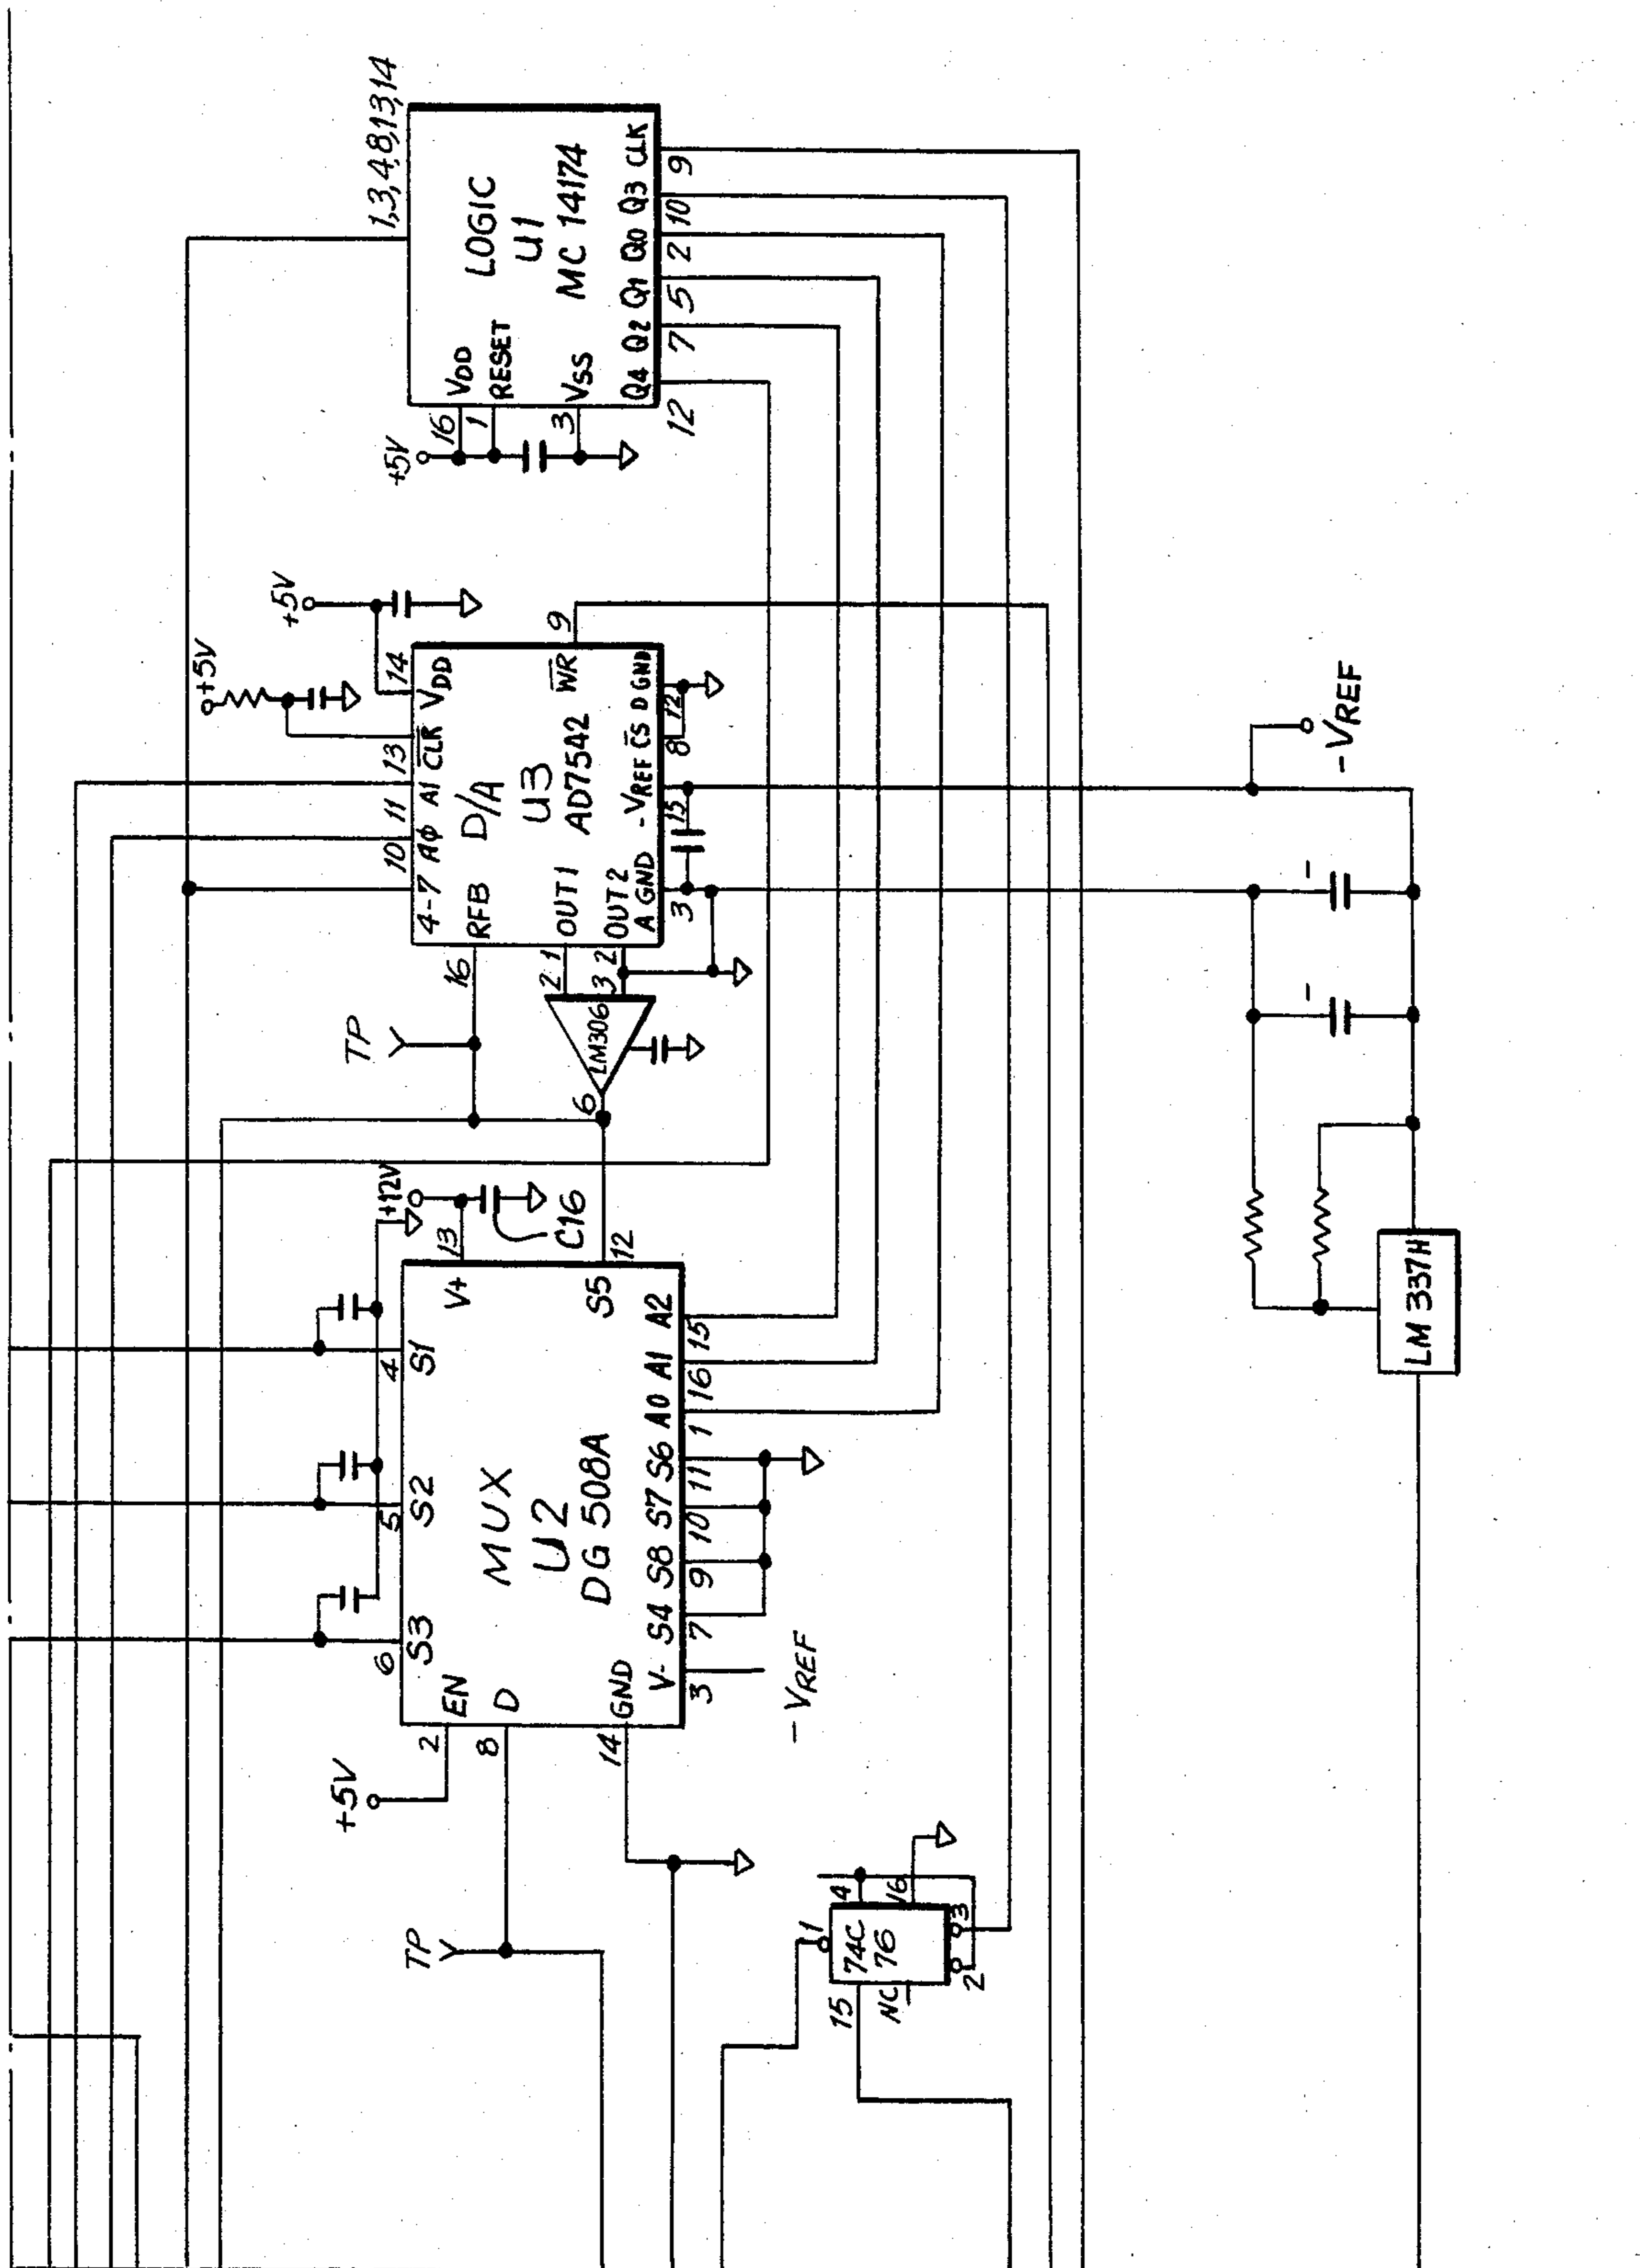 1,3,4,8,13,14
LOGIC
U1
MC 14174
VDD
RESET
VSS
Q4 Q2 Q1 Q0 Q3 CLK
16
1
3
12
7
5
2
10
9
+5V
+5V
+5V
14
VDD
13
CLR
11
A1
10
AΦ
4-7
9
WR
D/A
U3
AD7542
RFB
OUT1
OUT2
A GND
-VREF
CS
D GND
16
1
2
3
15
8
12
2
3
LM306
6
TP
-VREF
+12V
13
V+
C16
S5
12
4
S1
5
S2
6
S3
MUX
U2
DG 508A
EN
D
GND
V- S4 S8 S7 S6 A0 A1 A2
2
8
14
3
7
9
10
11
1
16
15
+5V
-VREF
TP
LM 337H
1
4
16
74C
76
3
2
15
NC